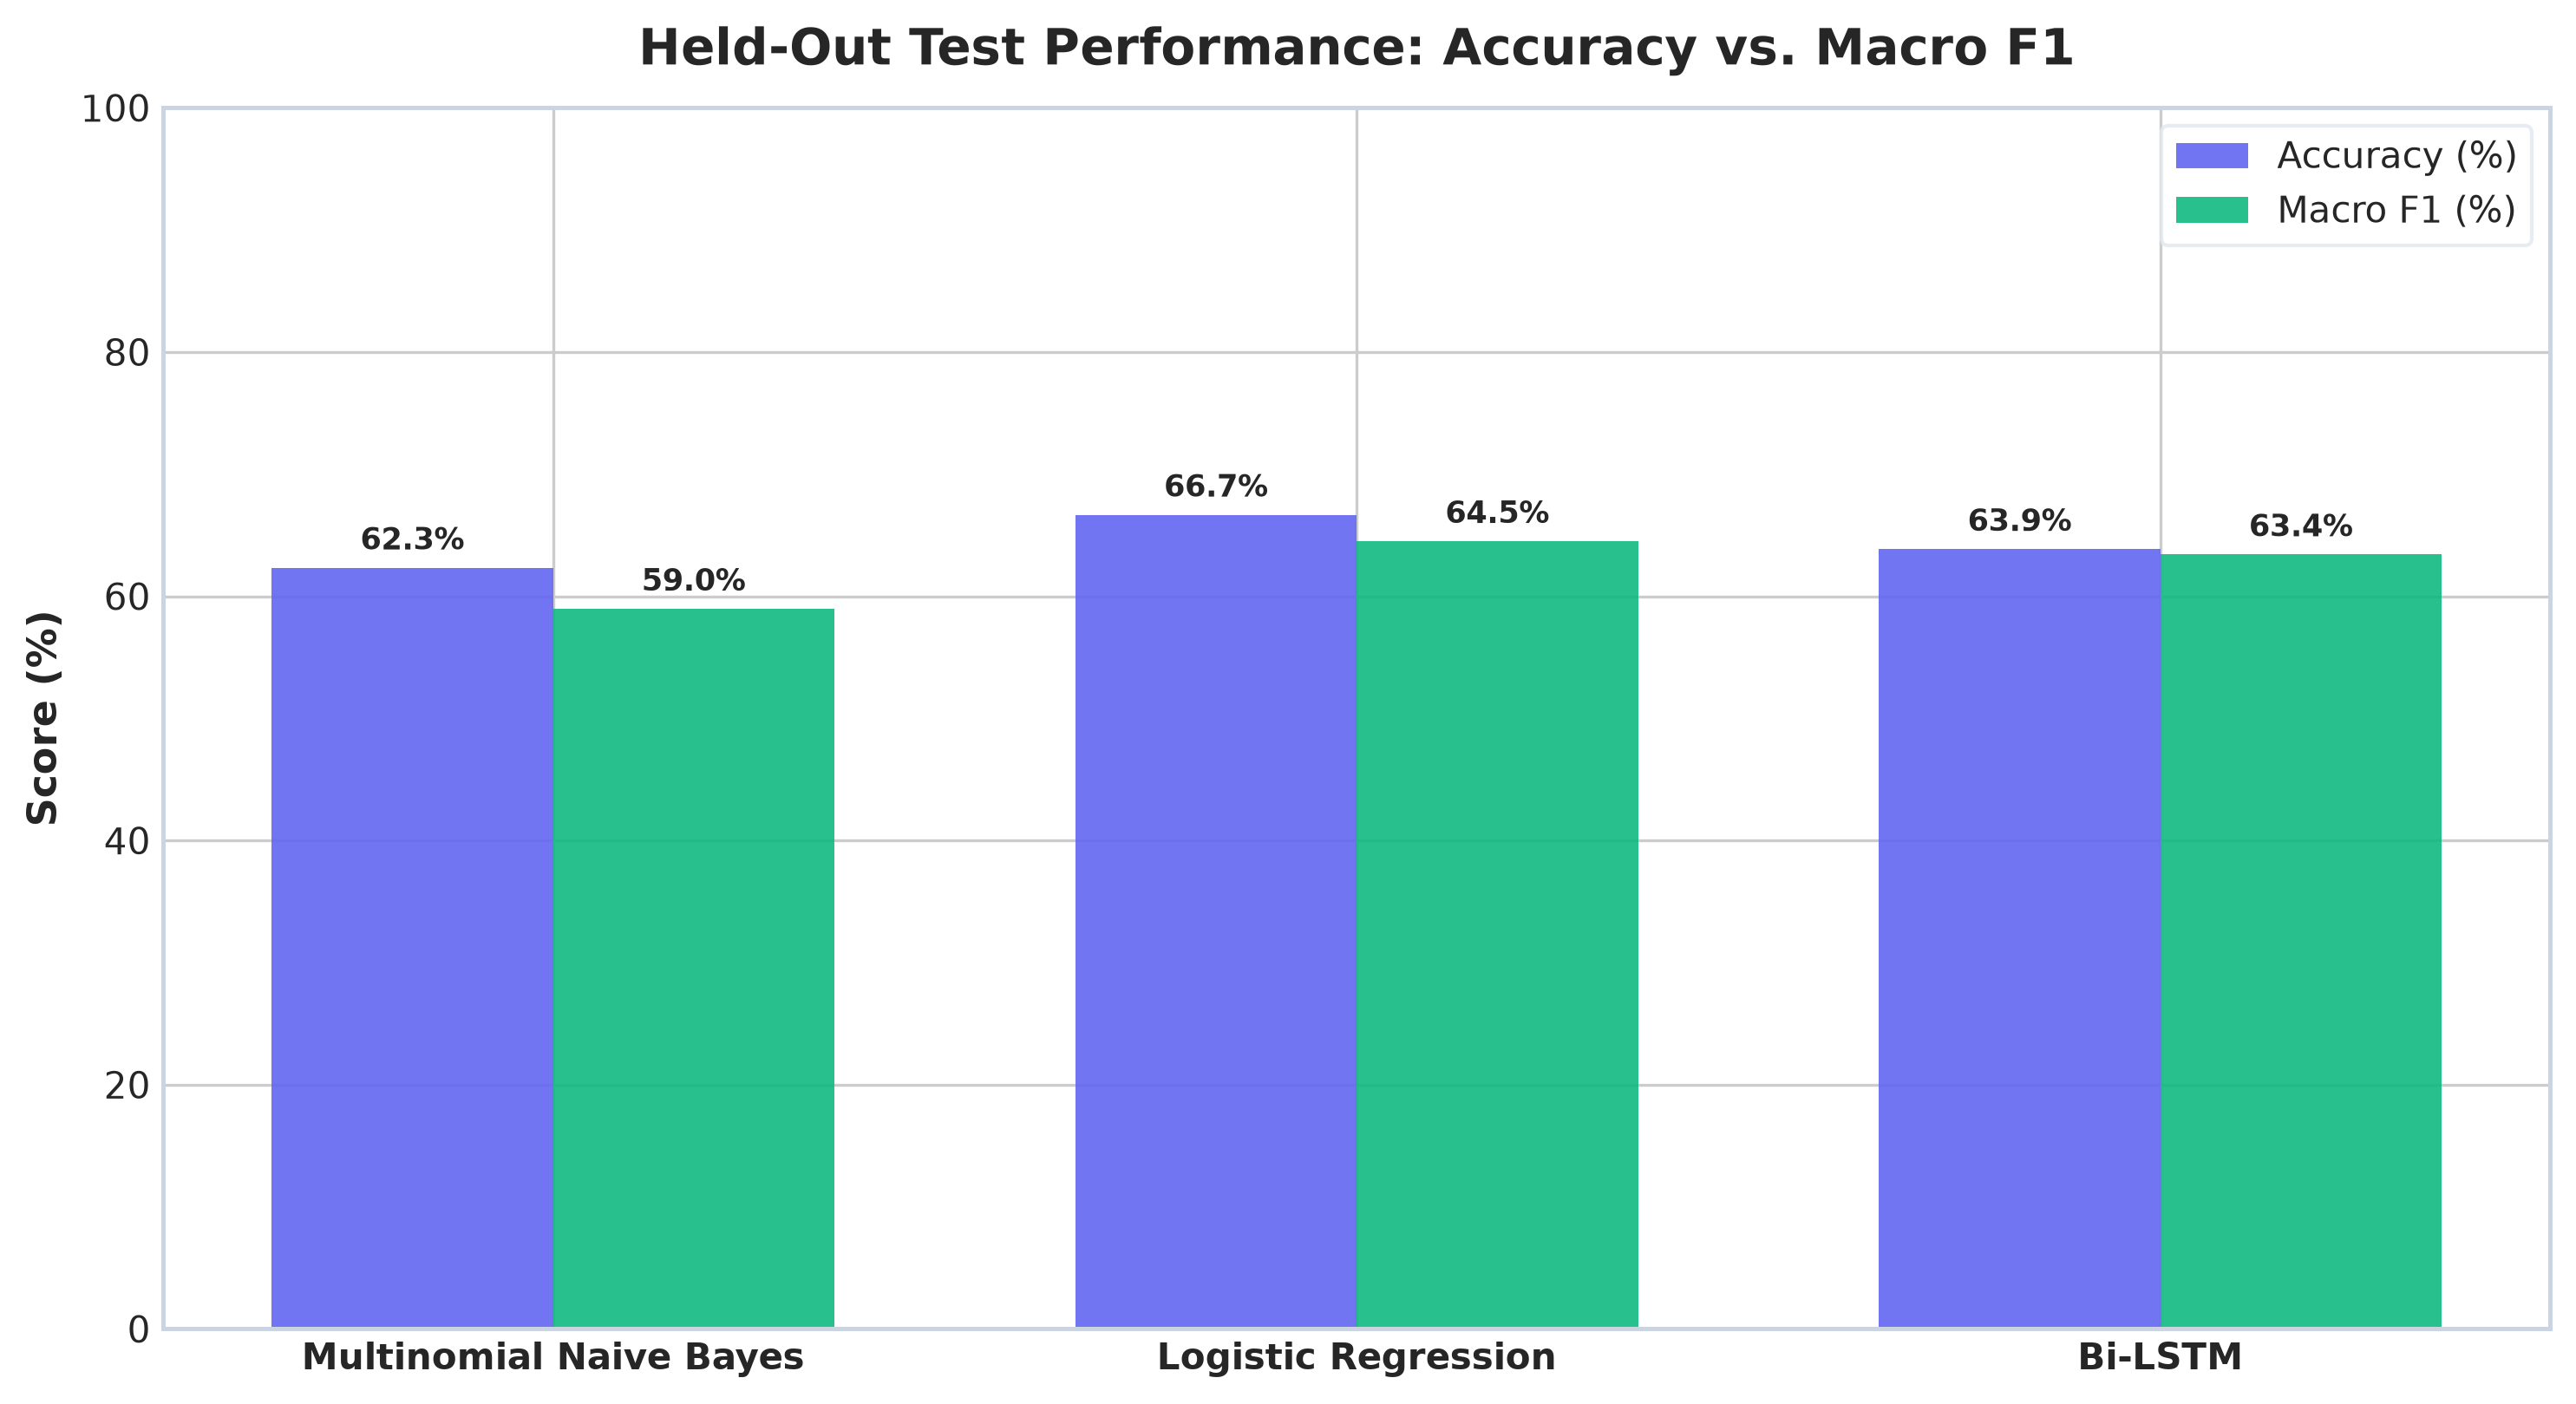 Held-Out Test Performance: Accuracy vs. Macro F1
Score (%)
100
80
60
40
20
0
Accuracy (%)
Macro F1 (%)
62.3%
59.0%
66.7%
64.5%
63.9%
63.4%
Multinomial Naive Bayes
Logistic Regression
Bi-LSTM